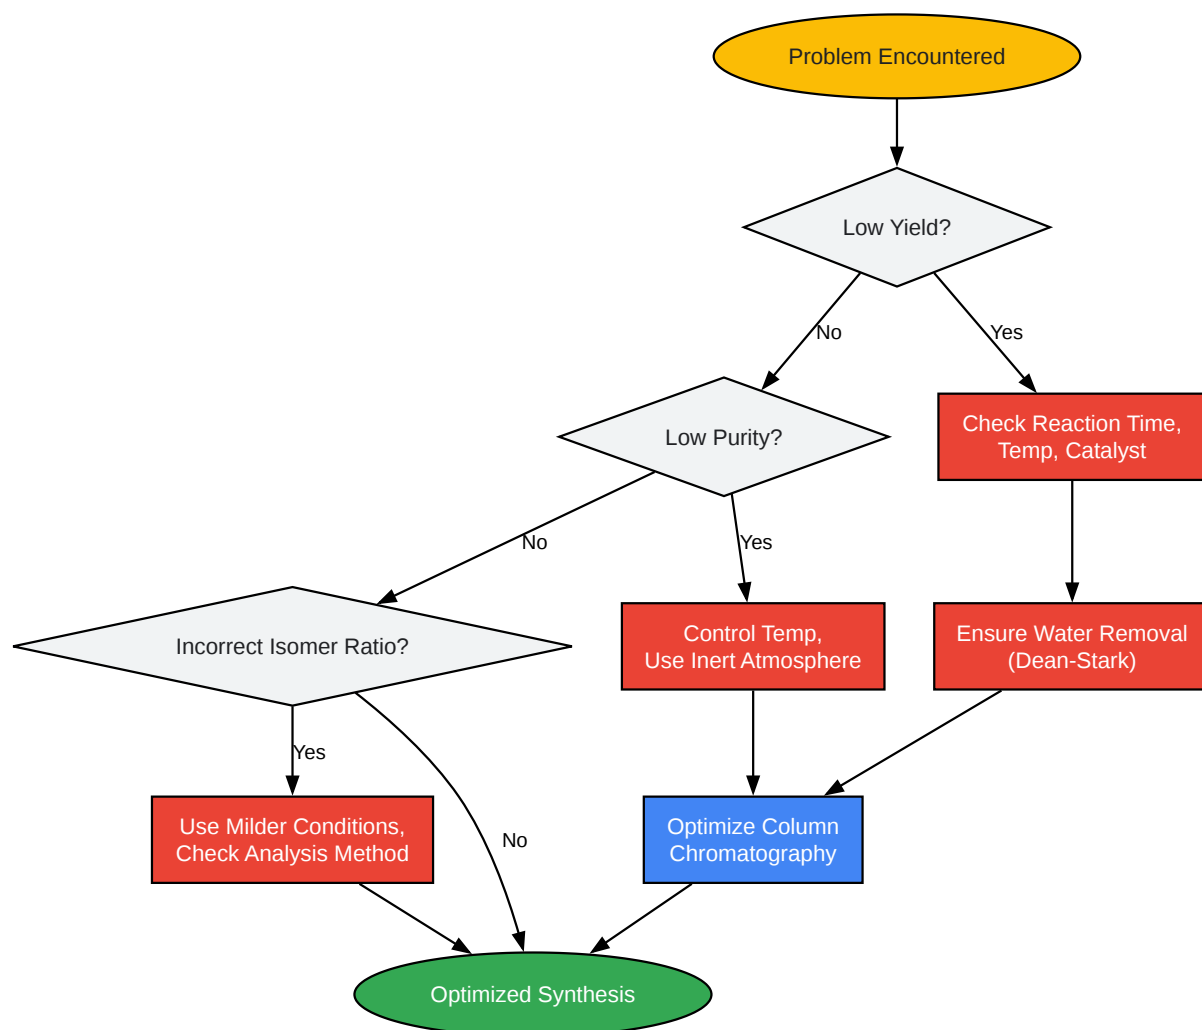 Problem Encountered
Low Yield?
No
Yes
Low Purity?
Check Reaction Time,
Temp, Catalyst
No
Yes
Incorrect Isomer Ratio?
Control Temp,
Use Inert Atmosphere
Ensure Water Removal
(Dean-Stark)
Yes
No
Use Milder Conditions,
Check Analysis Method
Optimize Column
Chromatography
Optimized Synthesis